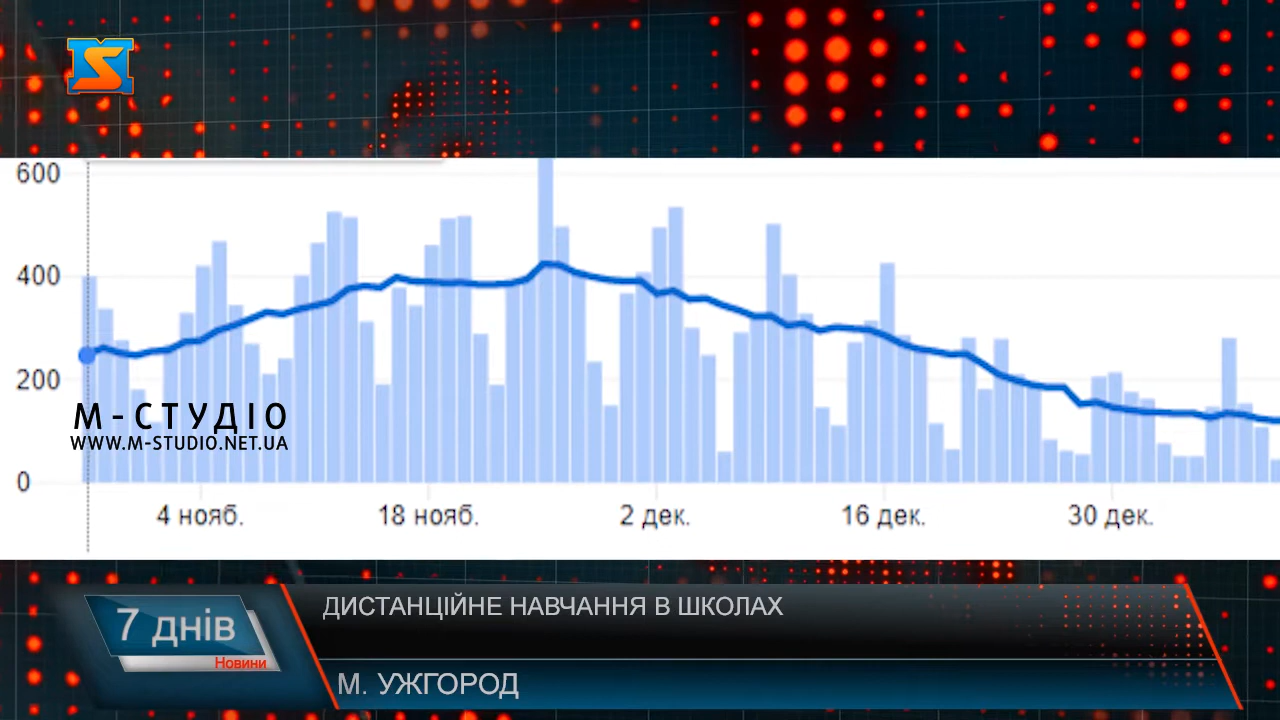 600
400
200
0
М-СТУДІО
WWW.M-STUDIO.NET.UA
4 нояб. 18 нояб. 2 дек. 16 дек. 30 дек.
7 днів
Новини
ДИСТАНЦІЙНЕ НАВЧАННЯ В ШКОЛАХ
М. УЖГОРОД